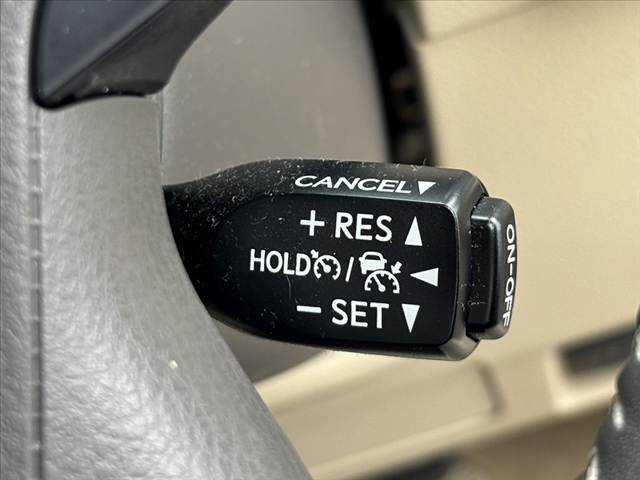 CANCEL▼
+ RES ▲
HOLD / ◀
− SET ▼
ON-OFF